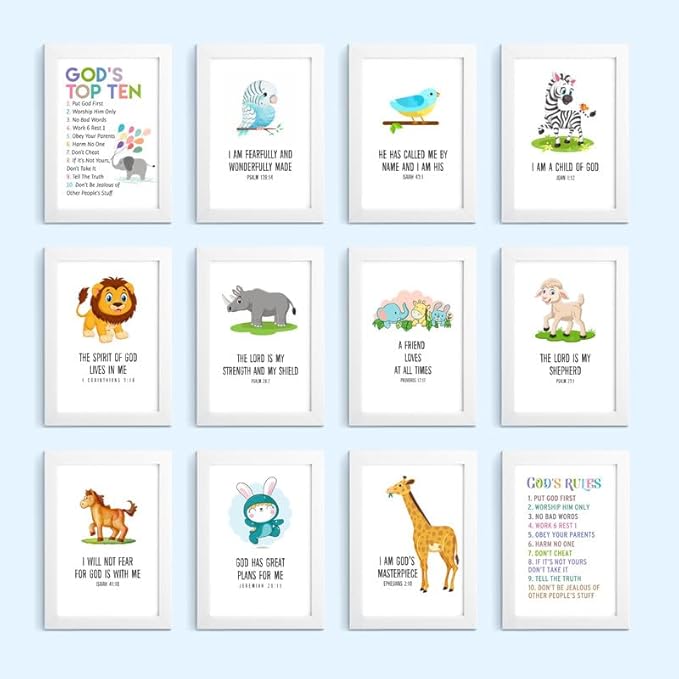 GOD'S
TOP TEN
1. Put God First
2. Worship Him Only
3. No Bad Words
4. Work 6 Rest 1
5. Obey Your Parents
6. Harm No One
7. Don't Cheat
8. If It's Not Yours,
Don't Take It
9. Tell The Truth
10. Don't Be Jealous of
Other People's Stuff
I AM FEARFULLY AND
WONDERFULLY MADE
PSALM 139:14
HE HAS CALLED ME BY
NAME AND I AM HIS
ISAIAH 43:1
I AM A CHILD OF GOD
JOHN 1:12
THE SPIRIT OF GOD
LIVES IN ME
1 CORINTHIANS 3:16
THE LORD IS MY
STRENGTH AND MY SHIELD
PSALM 28:7
A FRIEND
LOVES
AT ALL TIMES
PROVERBS 17:17
THE LORD IS MY
SHEPHERD
PSALM 23:1
I WILL NOT FEAR
FOR GOD IS WITH ME
ISAIAH 41:10
GOD HAS GREAT
PLANS FOR ME
JEREMIAH 29:11
I AM GOD'S
MASTERPIECE
EPHESIANS 2:10
GOD'S RULES
1. PUT GOD FIRST
2. WORSHIP HIM ONLY
3. NO BAD WORDS
4. WORK 6 REST 1
5. OBEY YOUR PARENTS
6. HARM NO ONE
7. DON'T CHEAT
8. IF IT'S NOT YOURS
DON'T TAKE IT
9. TELL THE TRUTH
10. DON'T BE JEALOUS OF
OTHER PEOPLE'S STUFF